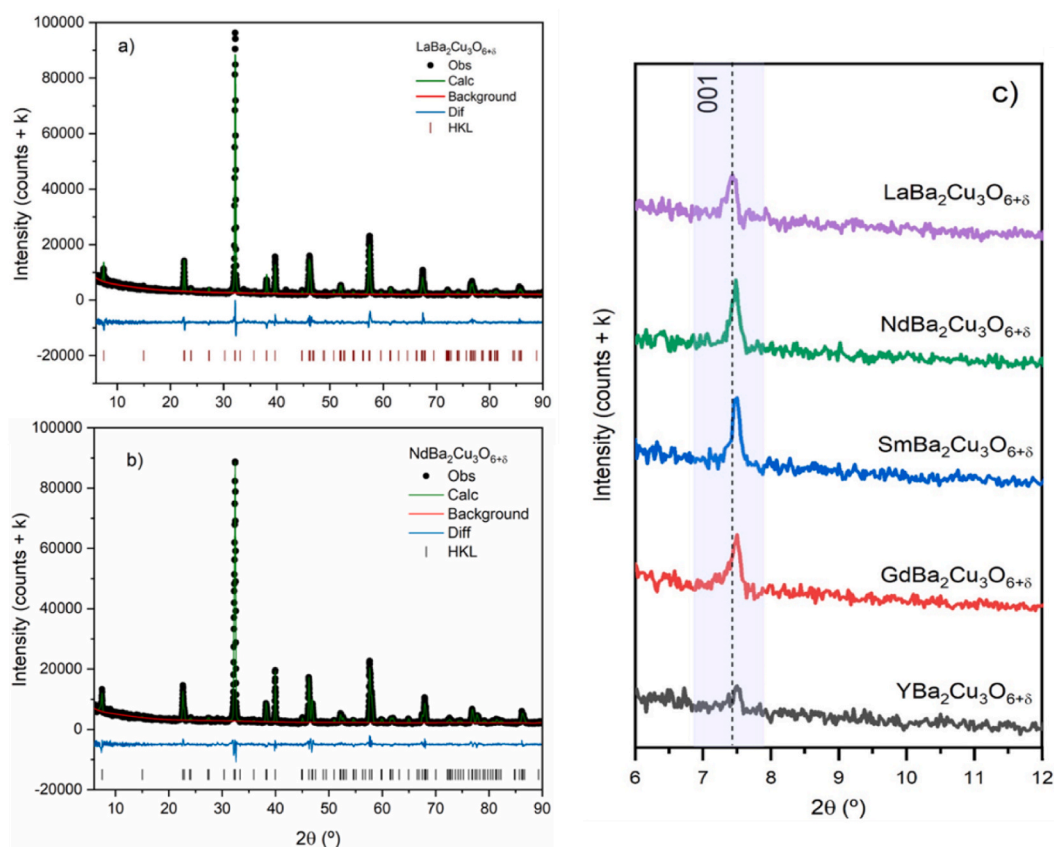 a)
LaBa₂Cu₃O₆₊δ
Obs
Calc
Background
Dif
HKL
Intensity (counts + k)
100000
80000
60000
40000
20000
0
-20000
10 20 30 40 50 60 70 80 90
b)
NdBa₂Cu₃O₆₊δ
Obs
Calc
Background
Diff
HKL
Intensity (counts + k)
100000
80000
60000
40000
20000
0
-20000
10 20 30 40 50 60 70 80 90
2θ (º)
c)
001
LaBa₂Cu₃O₆₊δ
NdBa₂Cu₃O₆₊δ
SmBa₂Cu₃O₆₊δ
GdBa₂Cu₃O₆₊δ
YBa₂Cu₃O₆₊δ
Intensity (counts + k)
6 7 8 9 10 11 12
2θ (º)